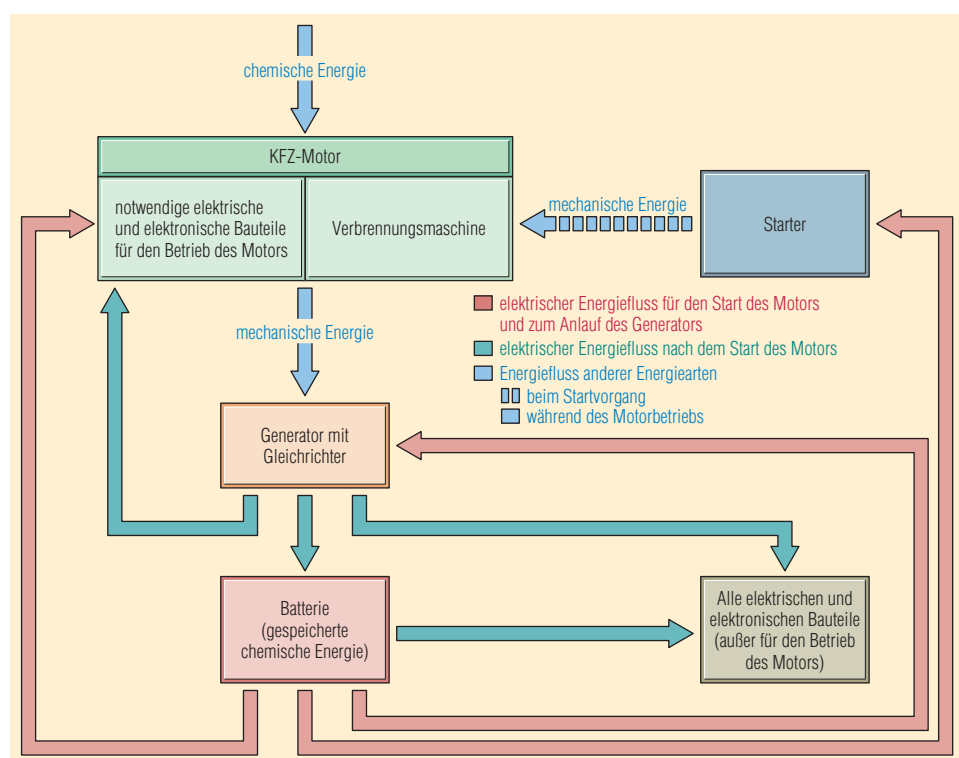 chemische Energie
KFZ-Motor
notwendige elektrische
und elektronische Bauteile
für den Betrieb des Motors
Verbrennungsmaschine
mechanische Energie
Starter
mechanische Energie
elektrischer Energiefluss für den Start des Motors
und zum Anlauf des Generators
elektrischer Energiefluss nach dem Start des Motors
Energiefluss anderer Energiearten
beim Startvorgang
während des Motorbetriebs
Generator mit
Gleichrichter
Batterie
(gespeicherte
chemische Energie)
Alle elektrischen und
elektronischen Bauteile
(außer für den Betrieb
des Motors)